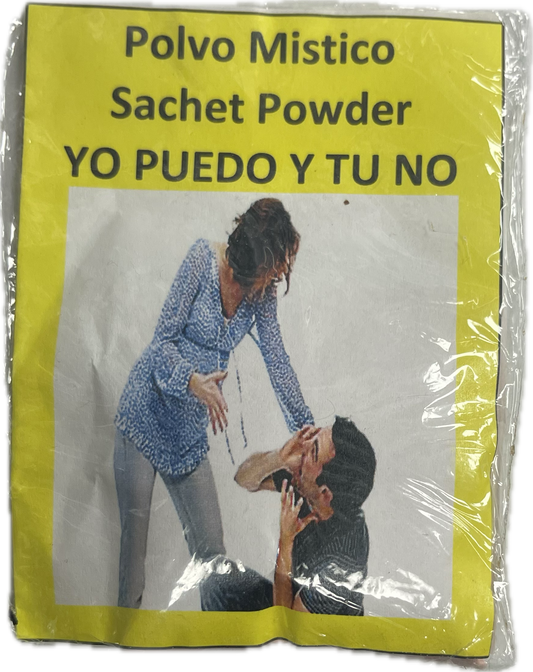 Polvo Mistico
Sachet Powder
YO PUEDO Y TU NO